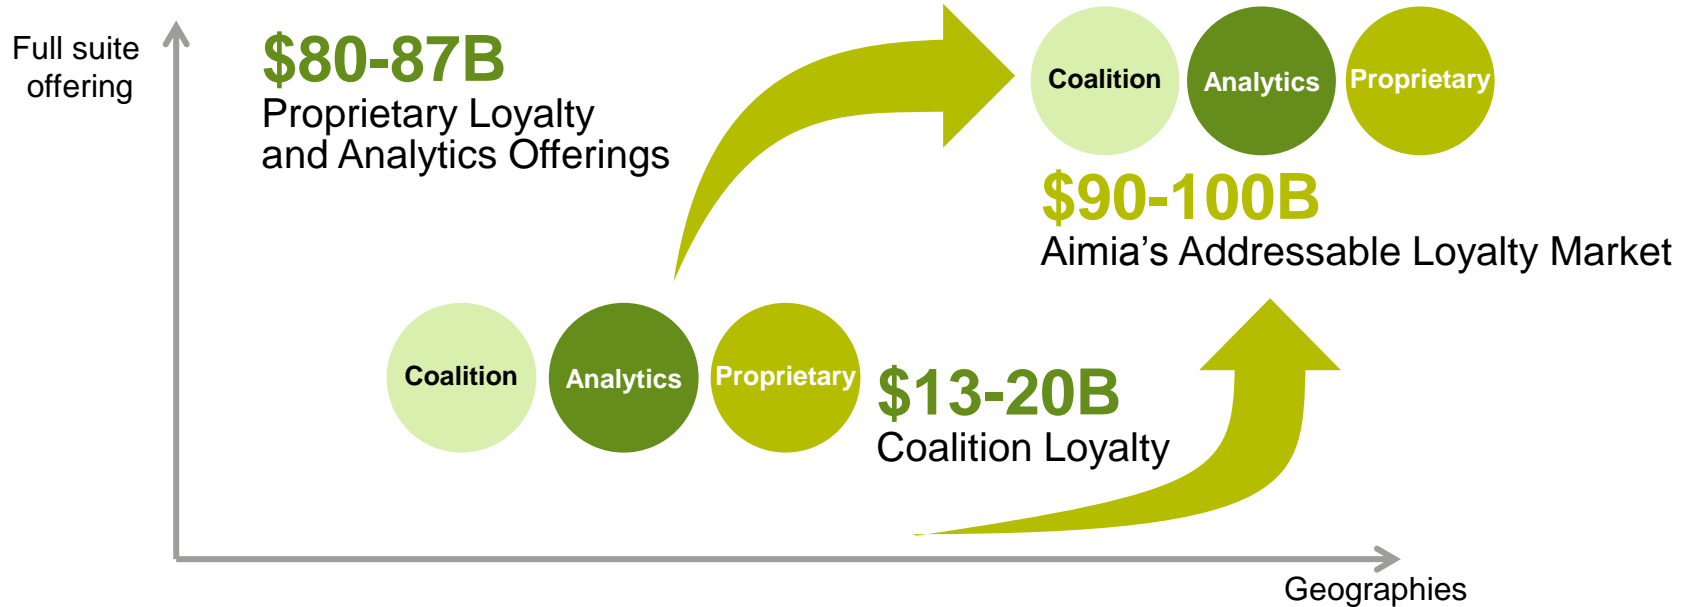 Full suite
offering
$80-87B
Proprietary Loyalty
and Analytics Offerings
Coalition
Analytics
Proprietary
$90-100B
Aimia’s Addressable Loyalty Market
Coalition
Analytics
Proprietary
$13-20B
Coalition Loyalty
Geographies